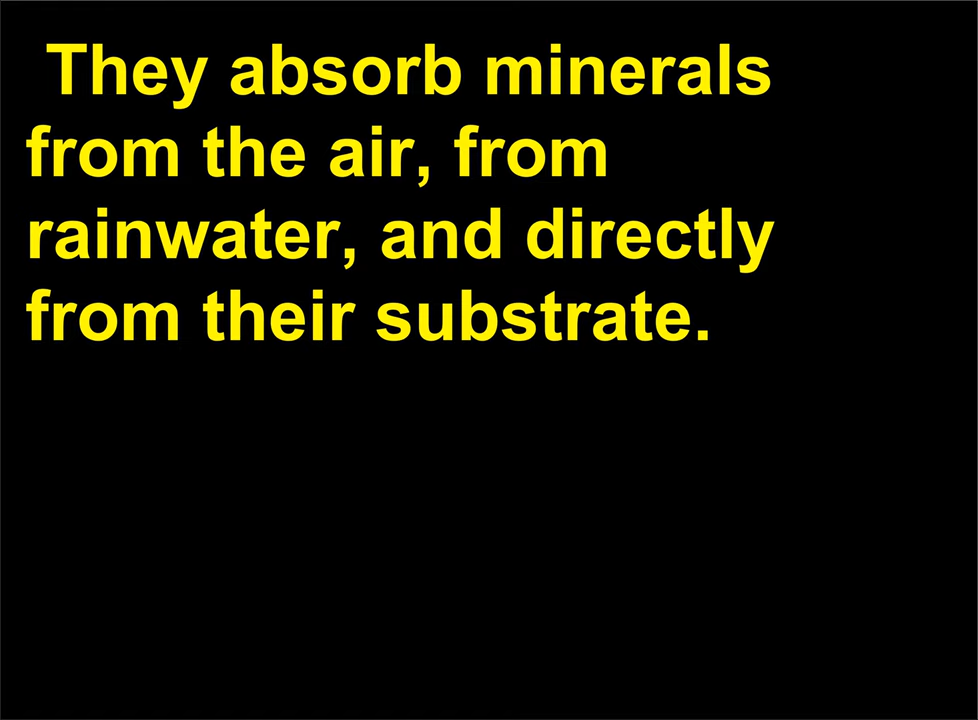 They absorb minerals
from the air, from
rainwater, and directly
from their substrate.